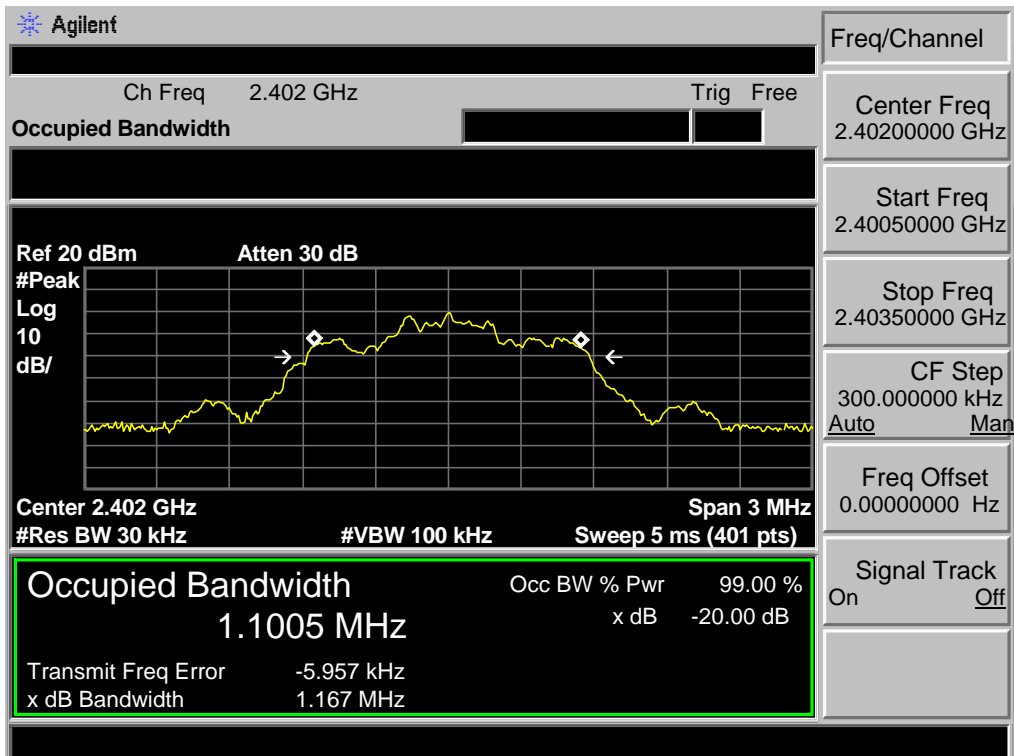 Agilent
Ch Freq 2.402 GHz Trig Free
Occupied Bandwidth
Ref 20 dBm Atten 30 dB
#Peak
Log
10
dB/
Center 2.402 GHz Span 3 MHz
#Res BW 30 kHz #VBW 100 kHz Sweep 5 ms (401 pts)
Occupied Bandwidth Occ BW % Pwr 99.00 %
1.1005 MHz x dB -20.00 dB
Transmit Freq Error -5.957 kHz
x dB Bandwidth 1.167 MHz
Freq/Channel
Center Freq
2.40200000 GHz
Start Freq
2.40050000 GHz
Stop Freq
2.40350000 GHz
CF Step
300.000000 kHz
Auto Man
Freq Offset
0.00000000 Hz
Signal Track
On Off